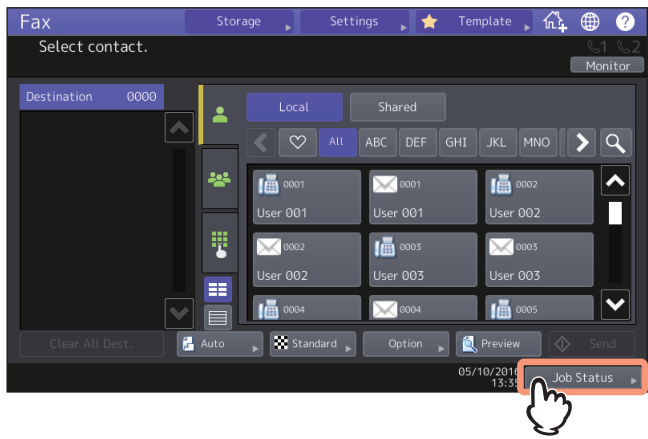 Fax
Storage
Settings
Template
?
Select contact.
1 2
Monitor
Destination 0000
Local
Shared
All
ABC
DEF
GHI
JKL
MNO
0001
User 001
0001
User 001
0002
User 002
0002
User 002
0003
User 003
0003
User 003
0004
0004
0005
Clear All Dest.
Auto
Standard
Option
Preview
Send
05/10/2016
13:35
Job Status